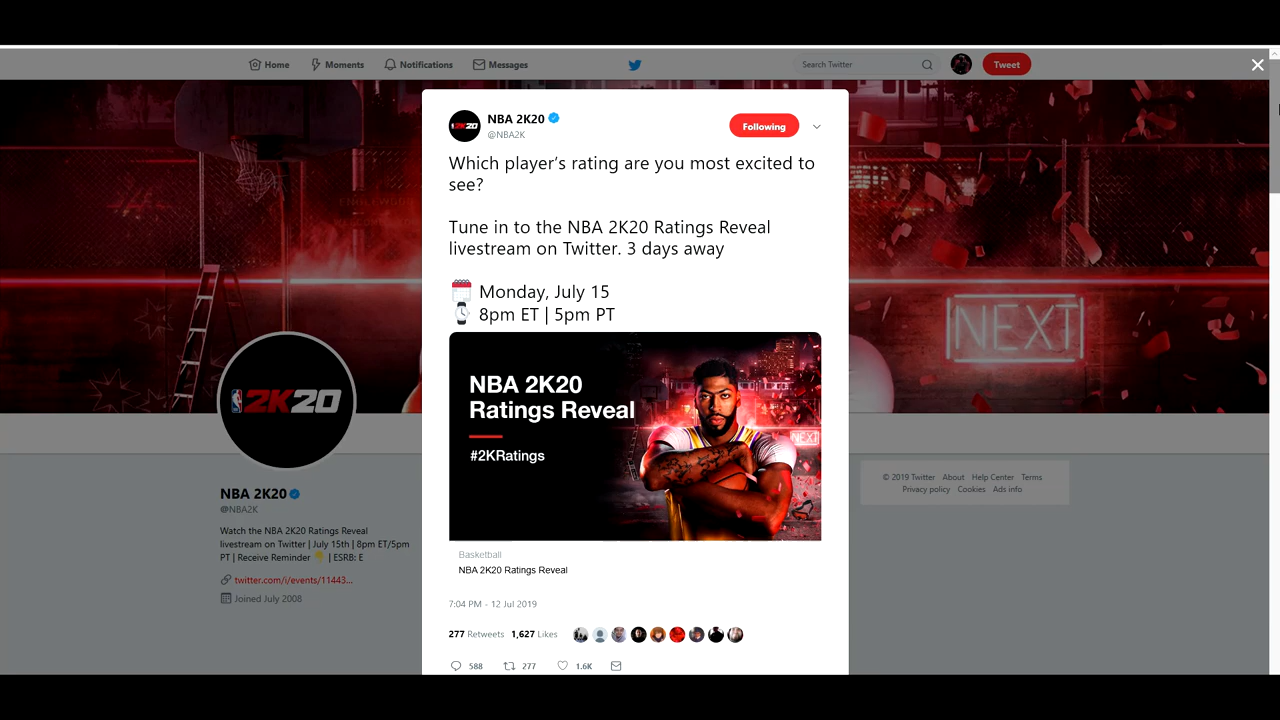 Home
Moments
Notifications
Messages
Search Twitter
Tweet
2K20
NBA 2K20
@NBA2K
Following
Which player's rating are you most excited to
see?
Tune in to the NBA 2K20 Ratings Reveal
livestream on Twitter. 3 days away
Monday, July 15
8pm ET | 5pm PT
NBA 2K20
Ratings Reveal
#2KRatings
NEXT
Basketball
NBA 2K20 Ratings Reveal
7:04 PM - 12 Jul 2019
277 Retweets 1,627 Likes
588 277 1.6K
NEXT
2K20
NBA 2K20
@NBA2K
Watch the NBA 2K20 Ratings Reveal
livestream on Twitter | July 15th | 8pm ET/5pm
PT | Receive Reminder | ESRB: E
twitter.com/i/events/11443...
Joined July 2008
© 2019 Twitter About Help Center Terms
Privacy policy Cookies Ads info